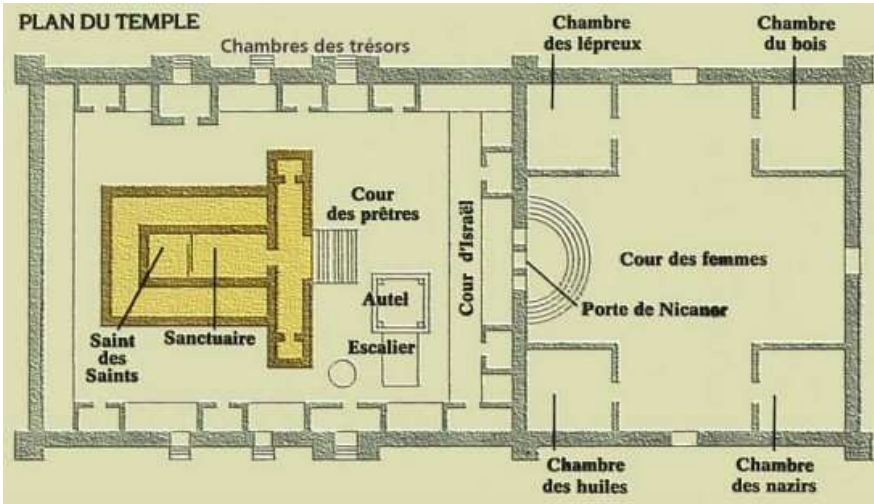 PLAN DU TEMPLE
Chambres des trésors
Chambre
des lépreux
Chambre
du bois
Cour
des prêtres
Cour d'Israël
Cour des femmes
Autel
Porte de Nicanor
Escalier
Saint
des
Saints
Sanctuaire
Chambre
des huiles
Chambre
des nazirs